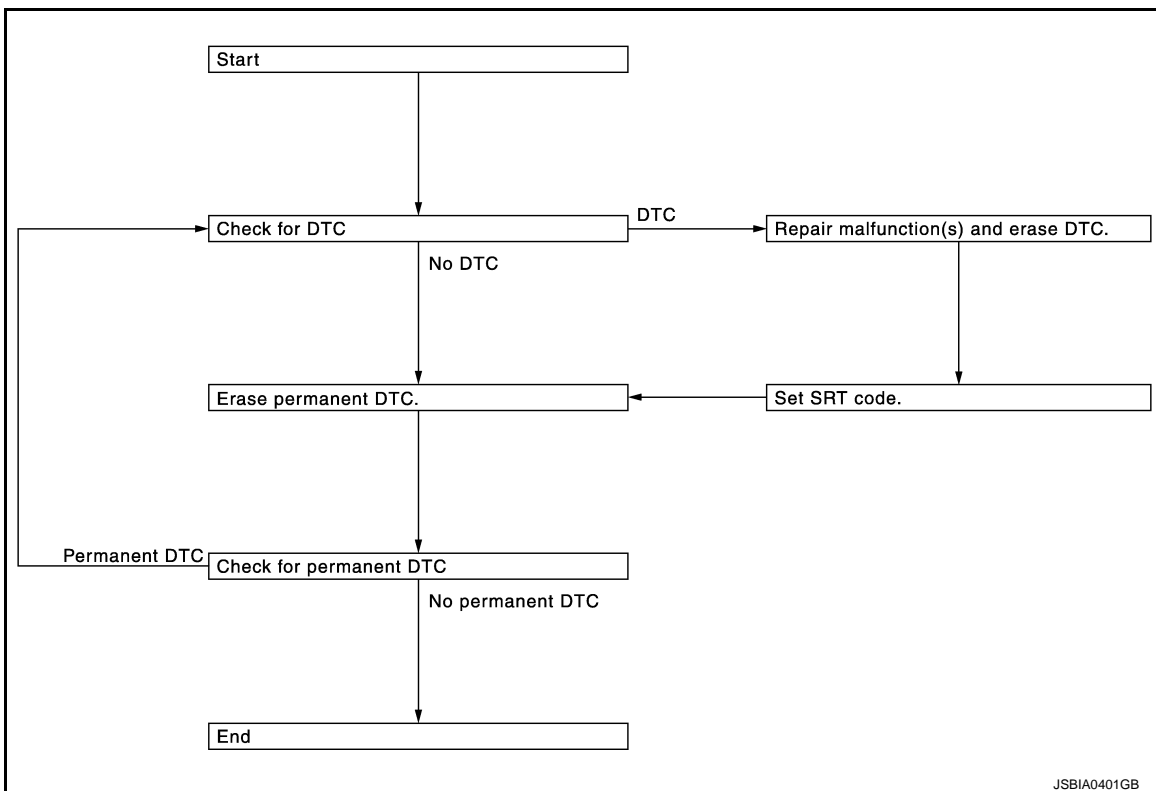 Start
Check for DTC
DTC
Repair malfunction(s) and erase DTC.
No DTC
Erase permanent DTC.
Set SRT code.
Permanent DTC
Check for permanent DTC
No permanent DTC
End
JSBIA0401GB